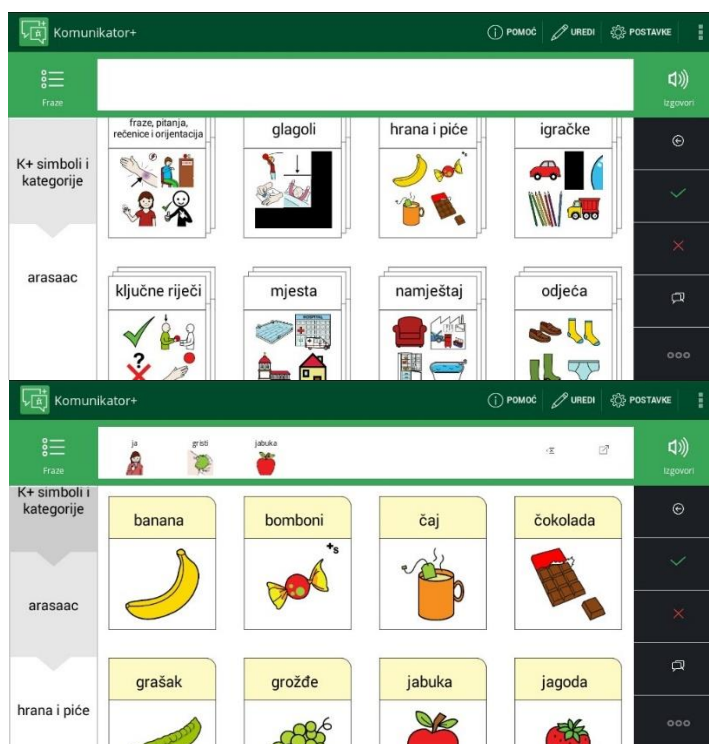 Komunikator+
POMOĆ UREDI POSTAVKE
Fraze
Izgovori
K+ simboli i
kategorije
arasaac
fraze, pitanja,
rečenice i orijentacija
glagoli
hrana i piće
igračke
ključne riječi
mjesta
namještaj
odjeća
?
HOSPITAL
Komunikator+
POMOĆ UREDI POSTAVKE
Fraze
ja gristi jabuka
Izgovori
K+ simboli i
kategorije
arasaac
hrana i piće
banana bomboni čaj čokolada
+s
grašak grožđe jabuka jagoda